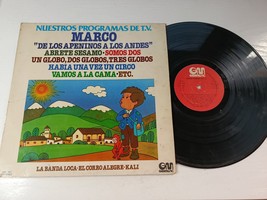 NUESTROS PROGRAMAS DE T.V.
MARCO
"DE LOS APENINOS A LOS ANDES"
ABRETE SESAMO-SOMOS DOS
UN GLOBO, DOS GLOBOS, TRES GLOBOS
HABIA UNA VEZ UN CIRCO
VAMOS A LA CAMA-ETC.
LA BANDA LOCA-EL CORRO ALEGRE-KALI